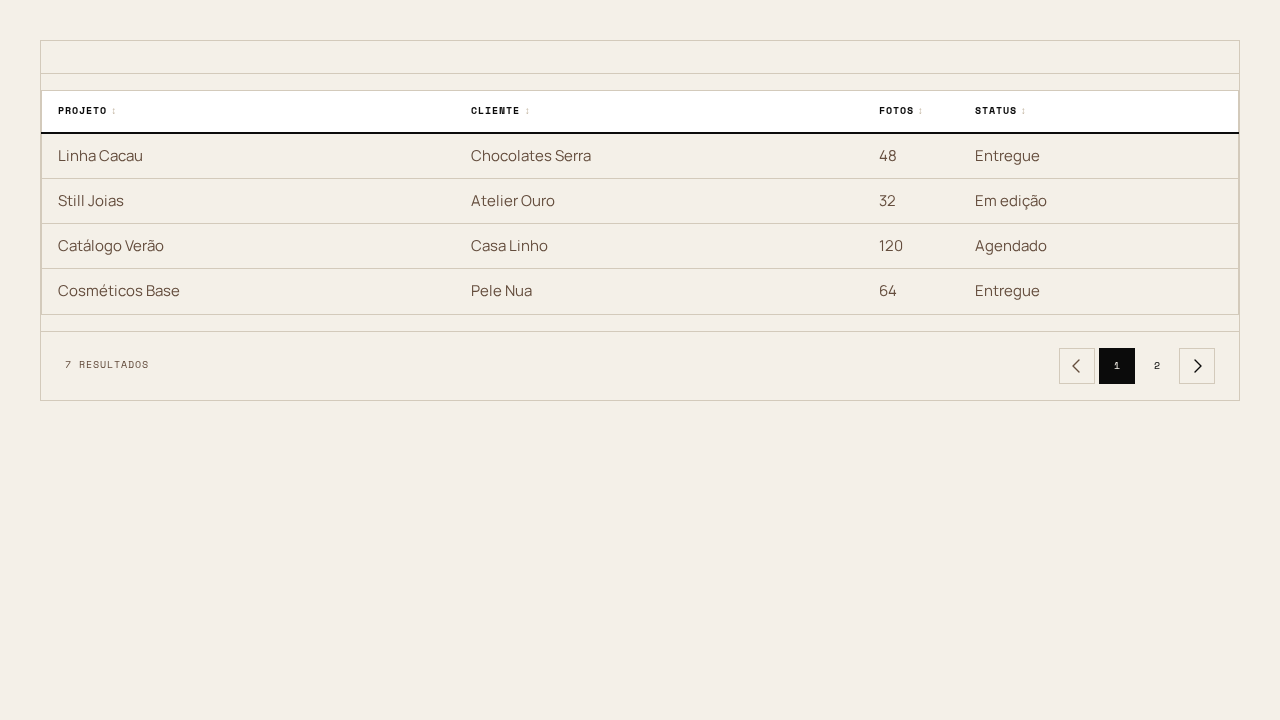 PROJETO ↕ CLIENTE ↕ FOTOS ↕ STATUS ↕
Linha Cacau Chocolates Serra 48 Entregue
Still Joias Atelier Ouro 32 Em edição
Catálogo Verão Casa Linho 120 Agendado
Cosméticos Base Pele Nua 64 Entregue
7 RESULTADOS 1 2